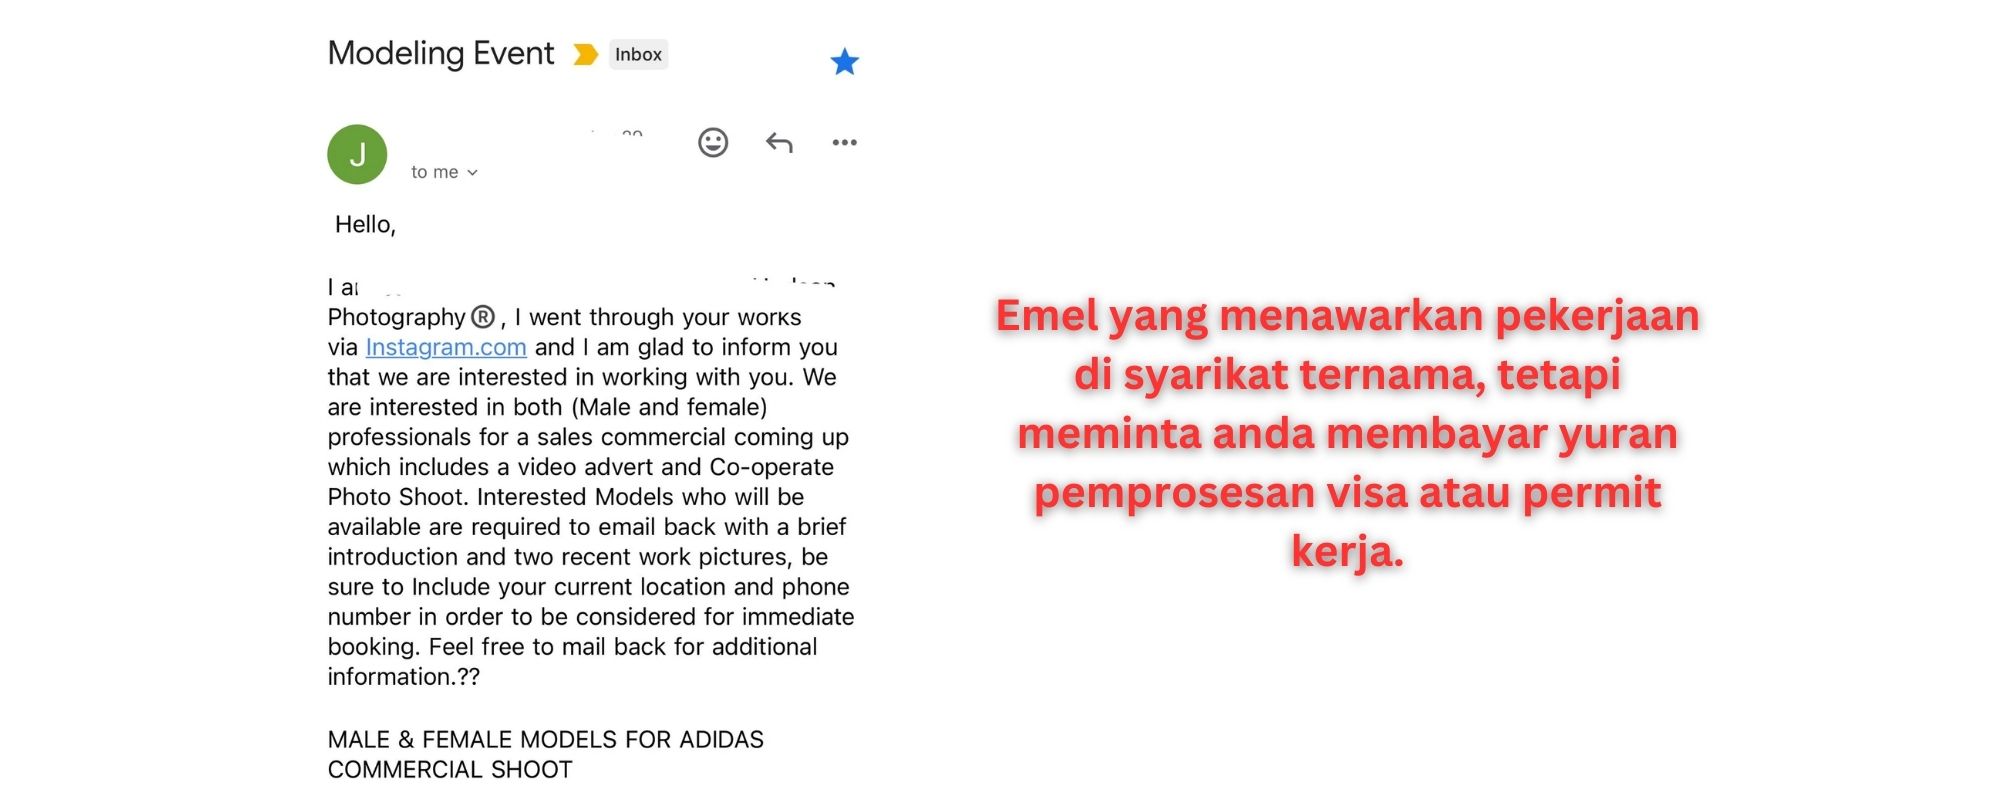 Modeling Event
Inbox
J
to me
Hello,
I
Photography®, I went through your works
via Instagram.com and I am glad to inform you
that we are interested in working with you. We
are interested in both (Male and female)
professionals for a sales commercial coming up
which includes a video advert and Co-operate
Photo Shoot. Interested Models who will be
available are required to email back with a brief
introduction and two recent work pictures, be
sure to Include your current location and phone
number in order to be considered for immediate
booking. Feel free to mail back for additional
information.??
MALE & FEMALE MODELS FOR ADIDAS
COMMERCIAL SHOOT
Emel yang menawarkan pekerjaan
di syarikat ternama, tetapi
meminta anda membayar yuran
pemprosesan visa atau permit
kerja.